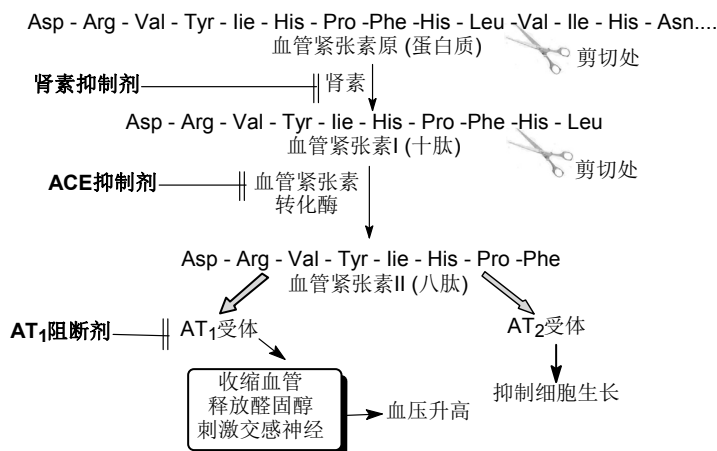 Asp - Arg - Val - Tyr - Iie - His - Pro -Phe -His - Leu -Val - Ile - His - Asn....
血管紧张素原 (蛋白质)
剪切处
肾素抑制剂
肾素
Asp - Arg - Val - Tyr - Iie - His - Pro -Phe -His - Leu
血管紧张素I (十肽)
剪切处
ACE抑制剂
血管紧张素
转化酶
Asp - Arg - Val - Tyr - Iie - His - Pro -Phe
血管紧张素II (八肽)
AT1阻断剂
AT1受体
AT2受体
收缩血管
释放醛固醇
刺激交感神经
血压升高
抑制细胞生长